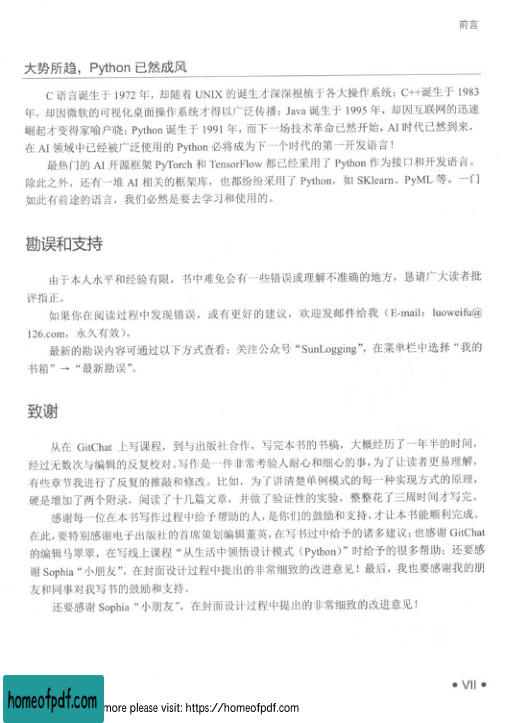 前言
大势所趋，Python 已然成风
C 语言诞生于 1972 年，却随着 UNIX 的诞生才深深根植于各大操作系统；C++诞生于 1983
年，却因微软的可视化桌面操作系统才得以广泛传播；Java 诞生于 1995 年，却因互联网的迅速
崛起才变得家喻户晓；Python 诞生于 1991 年，而下一场技术革命已然开始，AI 时代已然到来，
在 AI 领域中已经被广泛使用的 Python 必将成为下一个时代的第一开发语言！
最热门的 AI 开源框架 PyTorch 和 TensorFlow 都已经采用了 Python 作为接口和开发语言。
除此之外，还有一堆 AI 相关的框架库，也都纷纷采用了 Python，如 SKlearn、PyML 等。一门
如此有前途的语言，我们必然是要去学习和使用的。
勘误和支持
由于本人水平和经验有限，书中难免会有一些错误或理解不准确的地方，恳请广大读者批
评指正。
如果你在阅读过程中发现错误，或有更好的建议，欢迎发邮件给我（E-mail：luoweifu@
126.com，永久有效）。
最新的勘误内容可通过以下方式查看：关注公众号“SunLogging”，在菜单栏中选择“我的
书箱”→“最新勘误”。
致谢
从在 GitChat 上写课程，到与出版社合作，写完本书的书稿，大概经历了一年半的时间，
经过无数次与编辑的反复校对。写作是一件非常考验人耐心和细心的事，为了让读者更易理解，
有些章节我进行了反复的推敲和修改。比如，为了讲清楚单例模式的每一种实现方式的原理，
硬是增加了两个附录，阅读了十几篇文章，并做了验证性的实验，整整花了三周时间才写完。
感谢每一位在本书写作过程中给予帮助的人，是你们的鼓励和支持，才让本书能顺利完成。
在此，要特别感谢电子出版社的首席策划编辑董英，在写书过中给予的诸多建议；也感谢 GitChat
的编辑马翠翠，在写线上课程“从生活中领悟设计模式（Python）”时给予的很多帮助；还要感
谢 Sophia“小朋友”，在封面设计过程中提出的非常细致的改进意见！最后，我也要感谢我的朋
友和同事对我写书的鼓励和支持。
还要感谢 Sophia“小朋友”，在封面设计过程中提出的非常细致的改进意见！
• VII •
homeofpdf.com
more please visit: https://homeofpdf.com